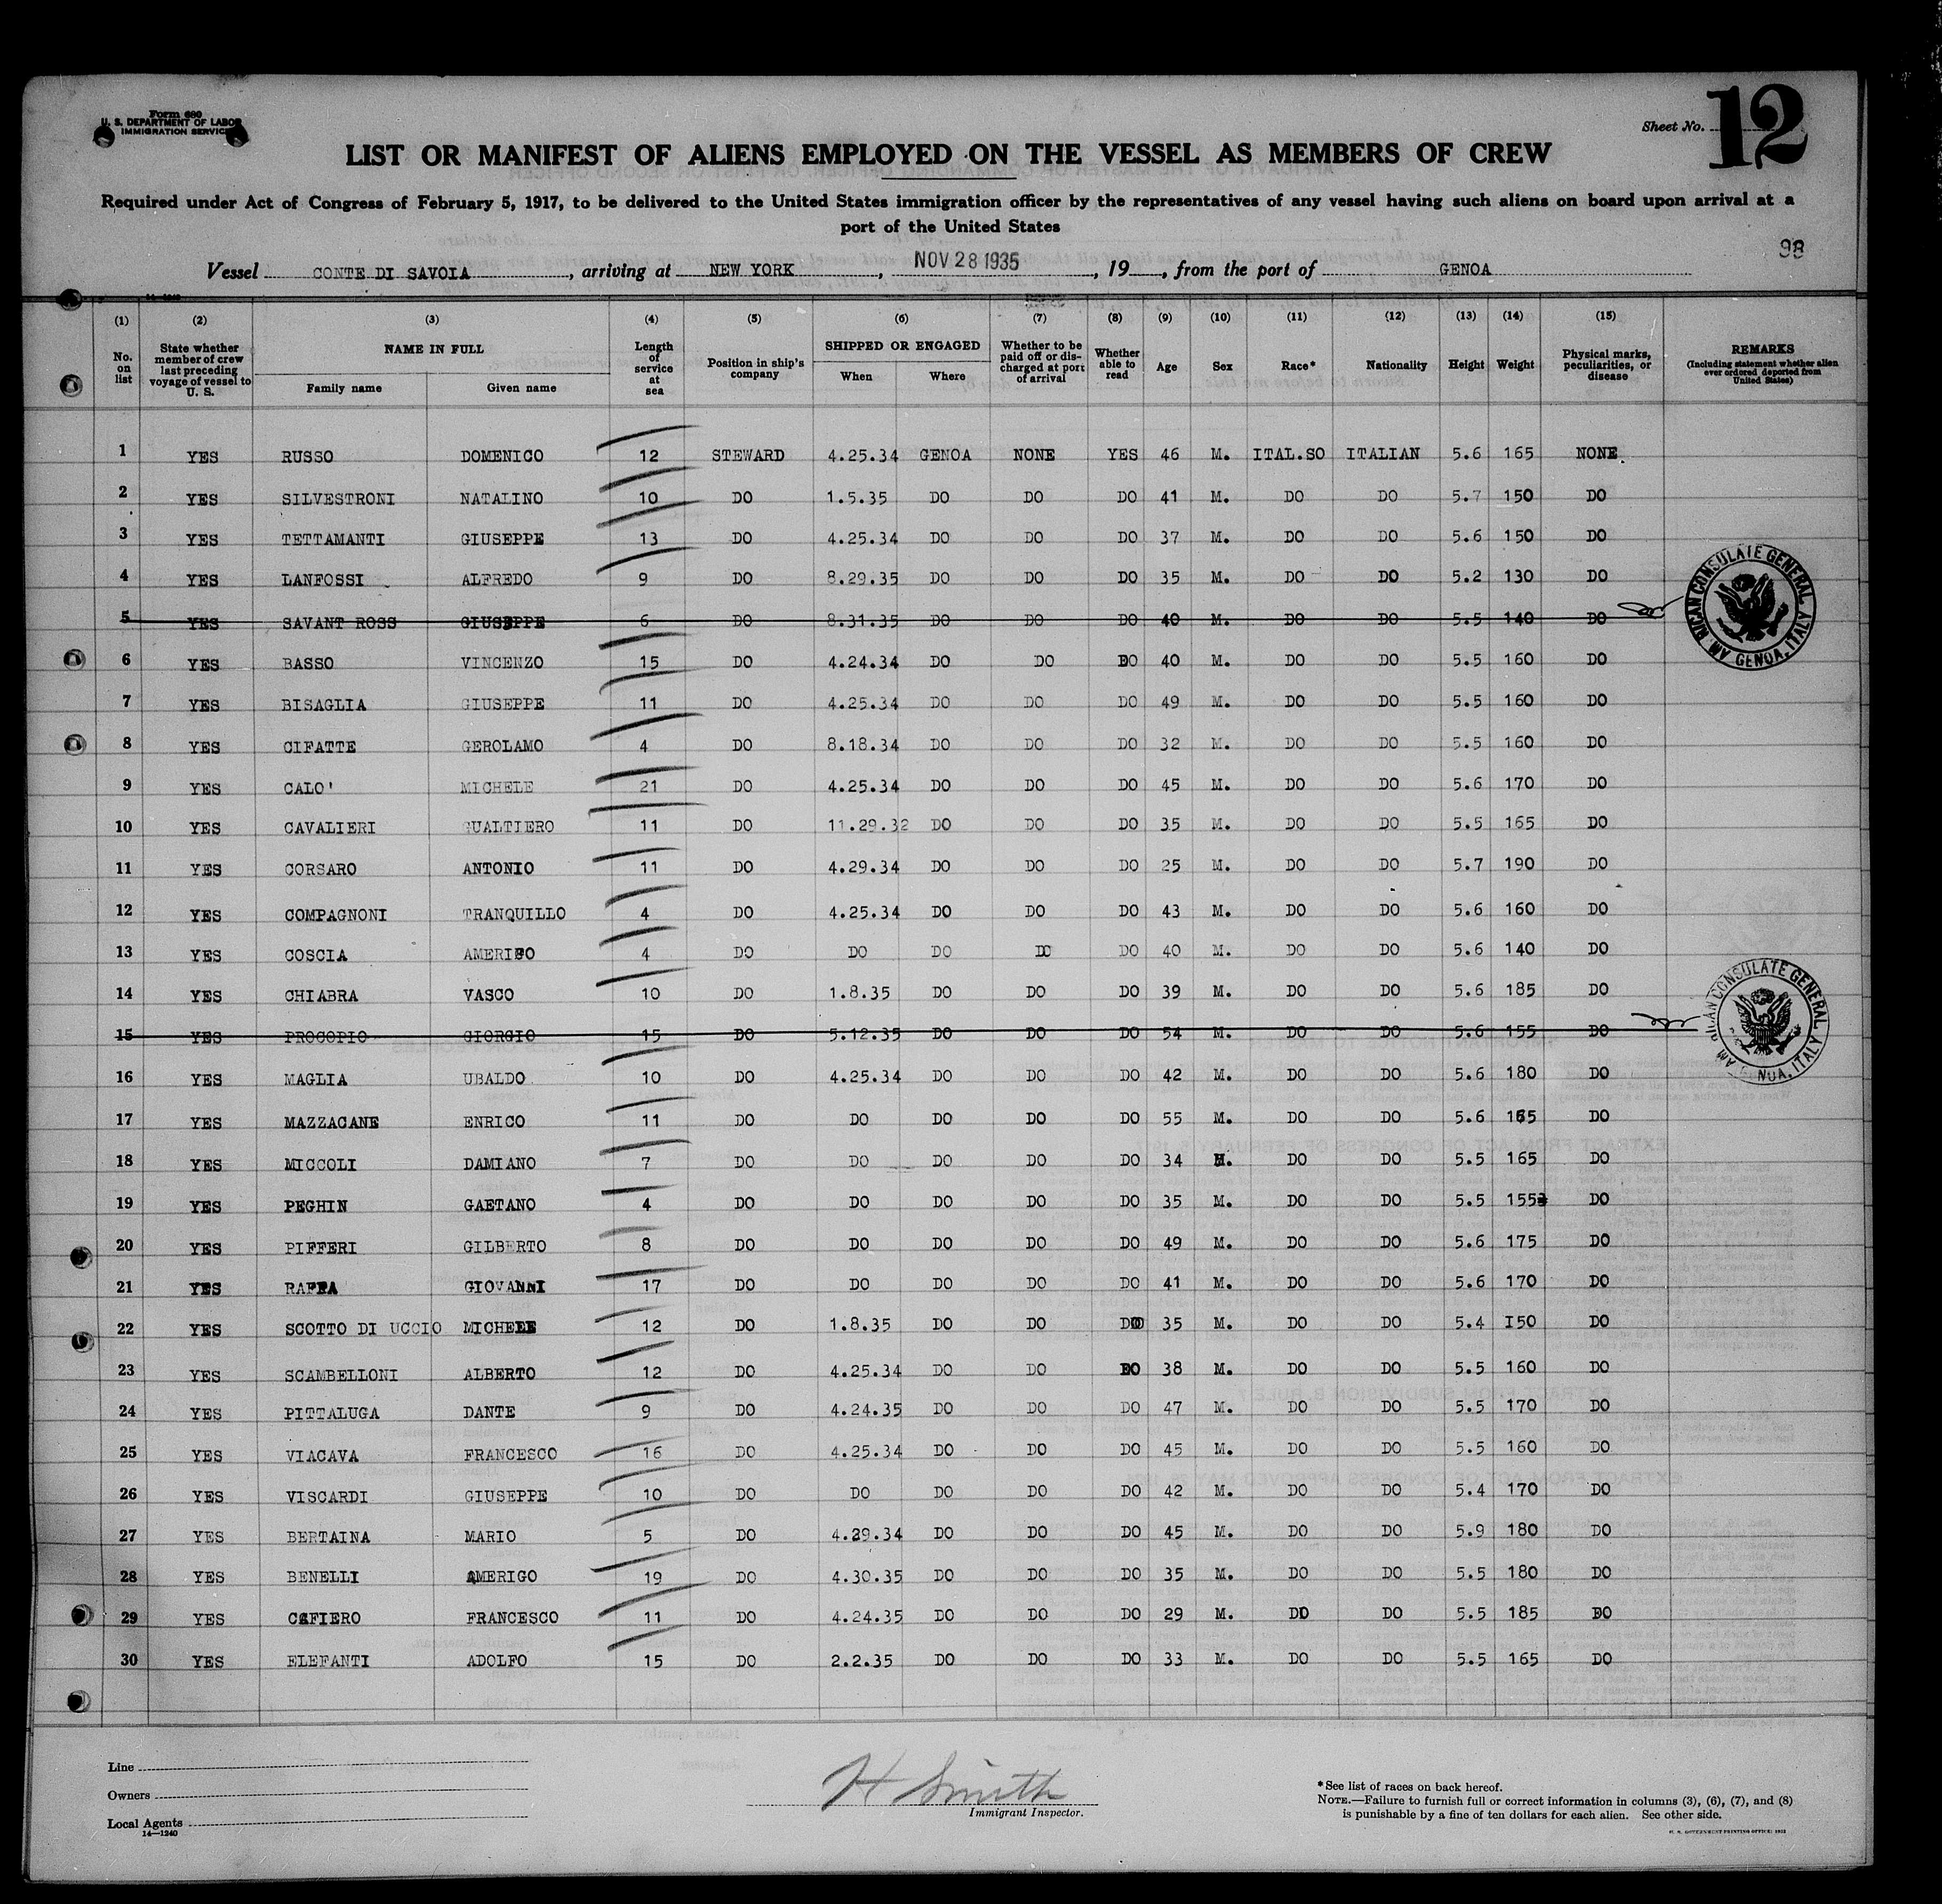 Form 680
U. S. DEPARTMENT OF LABOR
IMMIGRATION SERVICE
Sheet No. 12
LIST OR MANIFEST OF ALIENS EMPLOYED ON THE VESSEL AS MEMBERS OF CREW
Required under Act of Congress of February 5, 1917, to be delivered to the United States immigration officer by the representatives of any vessel having such aliens on board upon arrival at a
port of the United States
98
Vessel CONTE DI SAVOIA, arriving at NEW YORK, NOV 28 1935, 19, from the port of GENOA
(1) (2) (3) (4) (5) (6) (7) (8) (9) (10) (11) (12) (13) (14) (15)
No. on list State whether member of crew last preceding voyage of vessel to U. S. NAME IN FULL Family name Given name Length of service at sea Position in ship's company SHIPPED OR ENGAGED When Where Whether to be paid off or discharged at port of arrival Whether able to read Age Sex Race* Nationality Height Weight Physical marks, peculiarities, or disease REMARKS (Including statement whether alien ever ordered deported from United States)
1 YES RUSSO DOMENICO 12 STEWARD 4.25.34 GENOA NONE YES 46 M. ITAL.SO ITALIAN 5.6 165 NONE.
2 YES SILVESTRONI NATALINO 10 DO 1.5.35 DO DO DO 41 M. DO DO 5.7 150 DO
3 YES TETTAMANTI GIUSEPPE 13 DO 4.25.34 DO DO DO 37 M. DO DO 5.6 150 DO
4 YES LANFOSSI ALFREDO 9 DO 8.29.35 DO DO DO 35 M. DO DO 5.2 130 DO
5 YES SAVANT ROSS GIUSEPPE 6 DO 8.31.35 DO DO DO 40 M. DO DO 5.5 140 DO
AMERICAN CONSULATE GENERAL GENOA, ITALY
6 YES BASSO VINCENZO 15 DO 4.24.34 DO DO DO 40 M. DO DO 5.5 160 DO
7 YES BISAGLIA GIUSEPPE 11 DO 4.25.34 DO DO DO 49 M. DO DO 5.5 160 DO
8 YES CIFATTE GEROLAMO 4 DO 8.18.34 DO DO DO 32 M. DO DO 5.5 160 DO
9 YES CALO' MICHELE 21 DO 4.25.34 DO DO DO 45 M. DO DO 5.6 170 DO
10 YES CAVALIERI GUALTIERO 11 DO 11.29.32 DO DO DO 35 M. DO DO 5.5 165 DO
11 YES CORSARO ANTONIO 11 DO 4.29.34 DO DO DO 25 M. DO DO 5.7 190 DO
12 YES COMPAGNONI TRANQUILLO 4 DO 4.25.34 DO DO DO 43 M. DO DO 5.6 160 DO
13 YES COSCIA AMERIGO 4 DO DO DO DO DO 40 M. DO DO 5.6 140 DO
14 YES CHIABRA VASCO 10 DO 1.8.35 DO DO DO 39 M. DO DO 5.6 185 DO
15 YES PROCOPIO GIORGIO 15 DO 5.12.35 DO DO DO 54 M. DO DO 5.6 155 DO
AMERICAN CONSULATE GENERAL GENOA, ITALY
16 YES MAGLIA UBALDO 10 DO 4.25.34 DO DO DO 42 M. DO DO 5.6 180 DO
17 YES MAZZACANE ENRICO 11 DO DO DO DO DO 55 M. DO DO 5.6 165 DO
18 YES MICCOLI DAMIANO 7 DO DO DO DO DO 34 M. DO DO 5.5 165 DO
19 YES PEGHIN GAETANO 4 DO DO DO DO DO 35 M. DO DO 5.5 155 DO
20 YES PIFFERI GILBERTO 8 DO DO DO DO DO 49 M. DO DO 5.6 175 DO
21 YES RAFFA GIOVANNI 17 DO DO DO DO DO 41 M. DO DO 5.6 170 DO
22 YES SCOTTO DI UCCIO MICHELE 12 DO 1.8.35 DO DO DO 35 M. DO DO 5.4 I50 DO
23 YES SCAMBELLONI ALBERTO 12 DO 4.25.34 DO DO DO 38 M. DO DO 5.5 160 DO
24 YES PITTALUGA DANTE 9 DO 4.24.35 DO DO DO 47 M. DO DO 5.5 170 DO
25 YES VIACAVA FRANCESCO 16 DO 4.25.34 DO DO DO 45 M. DO DO 5.5 160 DO
26 YES VISCARDI GIUSEPPE 10 DO DO DO DO DO 42 M. DO DO 5.4 170 DO
27 YES BERTAINA MARIO 5 DO 4.29.34 DO DO DO 45 M. DO DO 5.9 180 DO
28 YES BENELLI AMERIGO 19 DO 4.30.35 DO DO DO 35 M. DO DO 5.5 180 DO
29 YES CAFIERO FRANCESCO 11 DO 4.24.35 DO DO DO 29 M. DD DO 5.5 185 DO
30 YES ELEFANTI ADOLFO 15 DO 2.2.35 DO DO DO 33 M. DO DO 5.5 165 DO
Line
Owners
Local Agents
14—1240
H Smith
Immigrant Inspector.
*See list of races on back hereof.
NOTE.—Failure to furnish full or correct information in columns (3), (6), (7), and (8)
is punishable by a fine of ten dollars for each alien. See other side.
U. S. GOVERNMENT PRINTING OFFICE: 1932